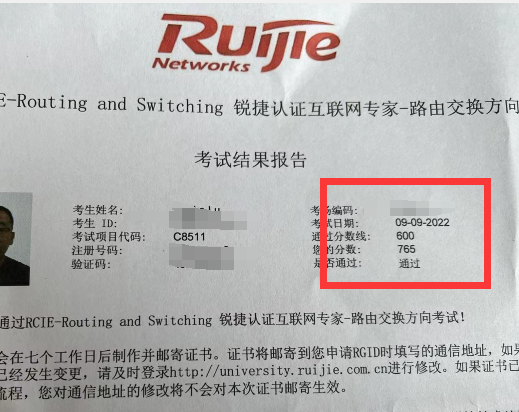 RUIJIE
Networks
E-Routing and Switching 锐捷认证互联网专家-路由交换方向
考试结果报告
考生姓名:
考生 ID:
考试项目代码: C8511
注册号码:
验证码:
考场编码:
考试日期: 09-09-2022
通过分数线: 600
您的分数: 765
是否通过: 通过
通过RCIE-Routing and Switching 锐捷认证互联网专家-路由交换方向考试!
会在七个工作日后制作并邮寄证书。证书将邮寄到您申请RGID时填写的通信地址，如果
已经发生变更，请及时登录http://university.ruijie.com.cn进行修改。如果证书已
流程，您对通信地址的修改将不会对本次证书邮寄生效。